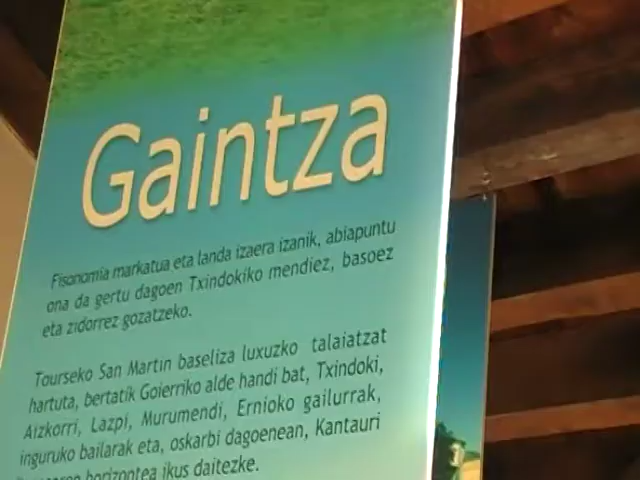 Gaintza
Fisonomia markatua eta landa izaera izanik, abiapuntu
ona da gertu dagoen Txindokiko mendiez, basoez
eta zidorrez gozatzeko.
Tourseko San Martin baseliza luxuzko talaiatzat
hartuta, bertatik Goierriko alde handi bat, Txindoki,
Aizkorri, Lazpi, Murumendi, Ernioko gailurrak,
inguruko bailarak eta, oskarbi dagoenean, Kantauri
horizontea ikus daitezke.